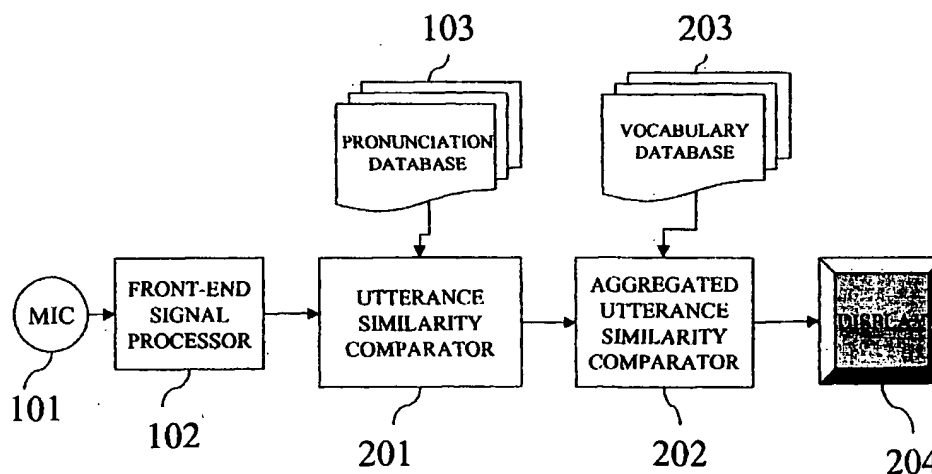 103
203
PRONUNCIATION
DATABASE
VOCABULARY
DATABASE
MIC
FRONT-END
SIGNAL
PROCESSOR
UTTERANCE
SIMILARITY
COMPARATOR
AGGREGATED
UTTERANCE
SIMILARITY
COMPARATOR
DISPLAY
101
102
201
202
204